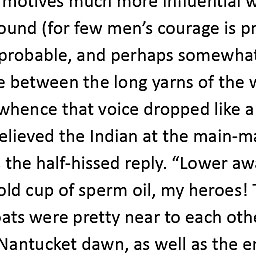 motives much more influential w
ound (for few men's courage is pr
probable, and perhaps somewhat
e between the long yarns of the w
whence that voice dropped like a
elieved the Indian at the main-ma
the half-hissed reply. “Lower awa
old cup of sperm oil, my heroes! T
ats were pretty near to each othe
Nantucket dawn, as well as the en